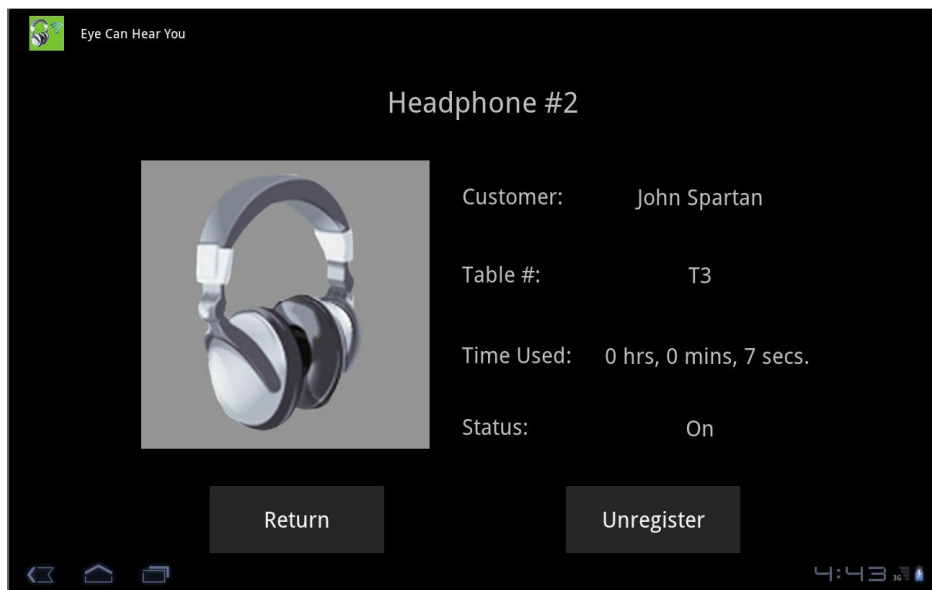 Eye Can Hear You
Headphone #2
Customer: John Spartan
Table #: T3
Time Used: 0 hrs, 0 mins, 7 secs.
Status: On
Return Unregister
4:43 3G